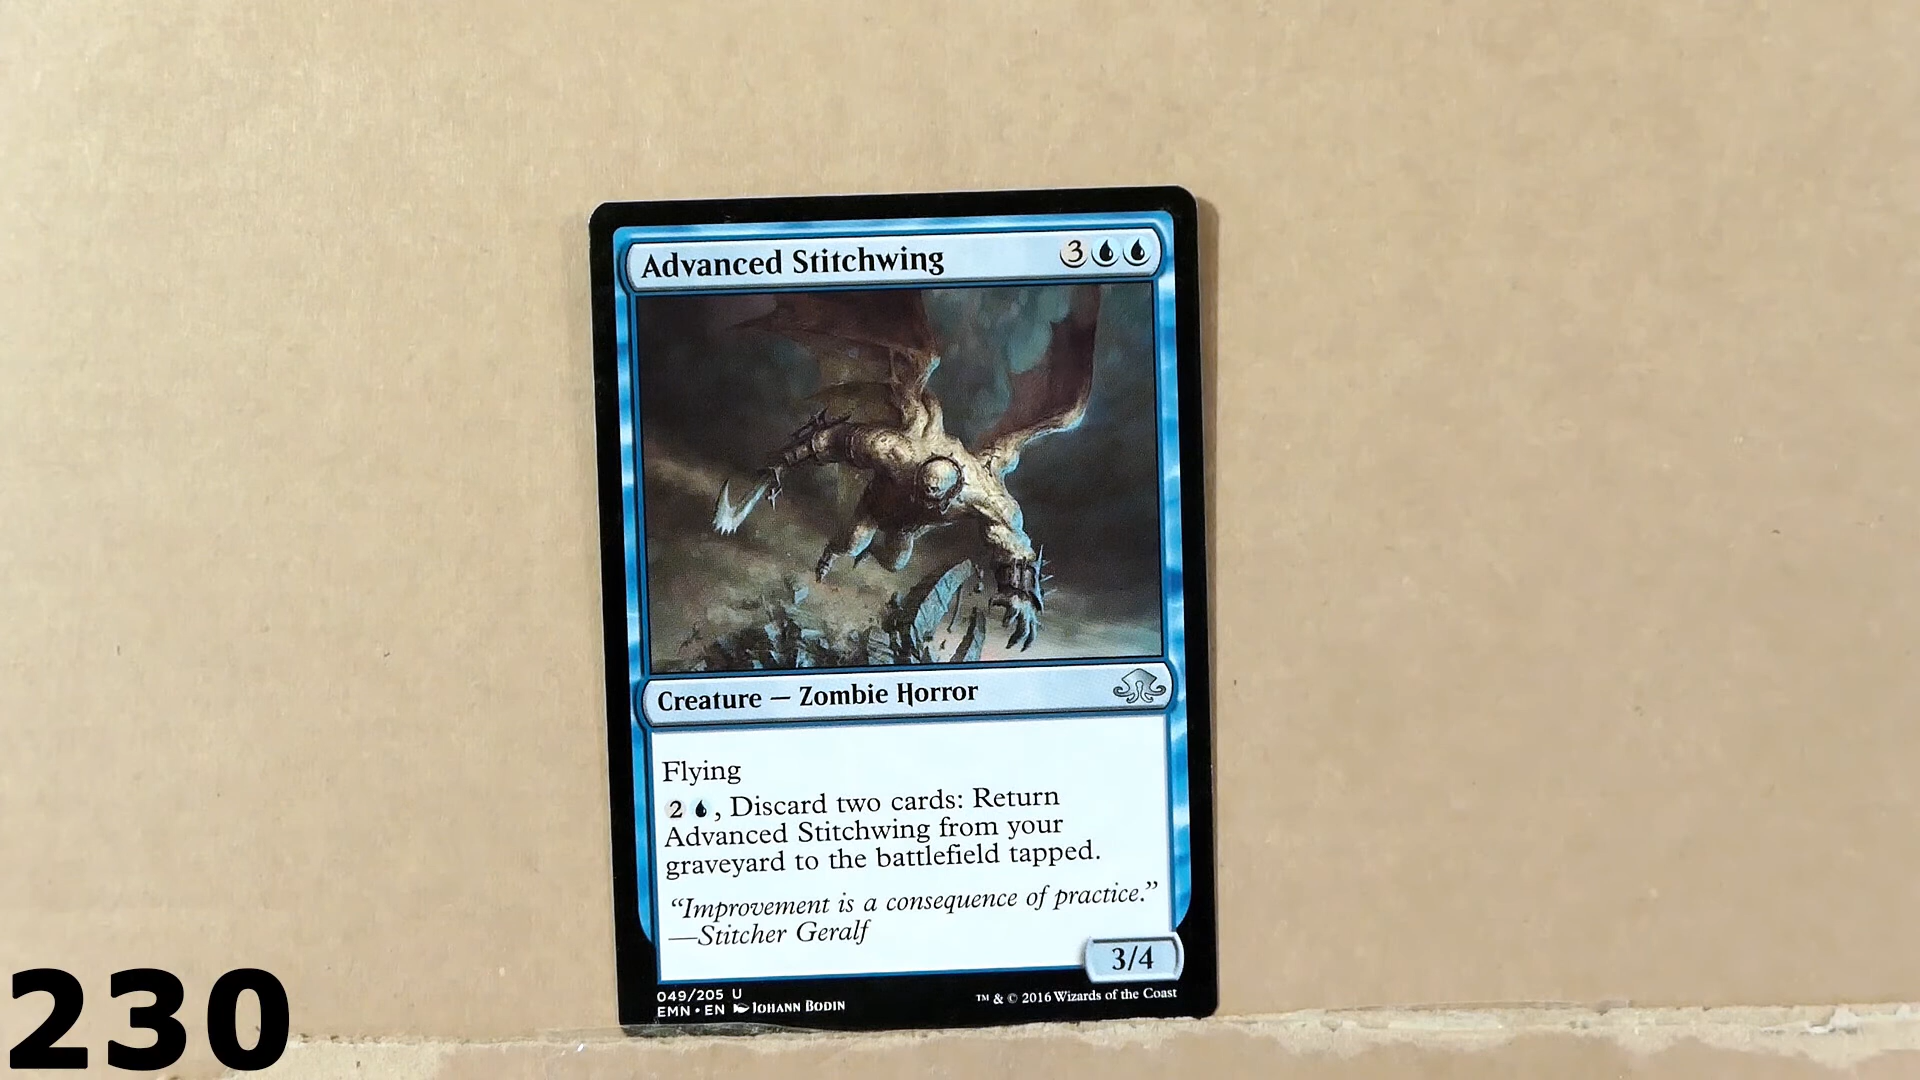 Advanced Stitchwing 3
Creature — Zombie Horror
Flying
2 , Discard two cards: Return
Advanced Stitchwing from your
graveyard to the battlefield tapped.
“Improvement is a consequence of practice.”
—Stitcher Geralf
3/4
049/205 U
EMN • EN Johann Bodin
™ & © 2016 Wizards of the Coast
230